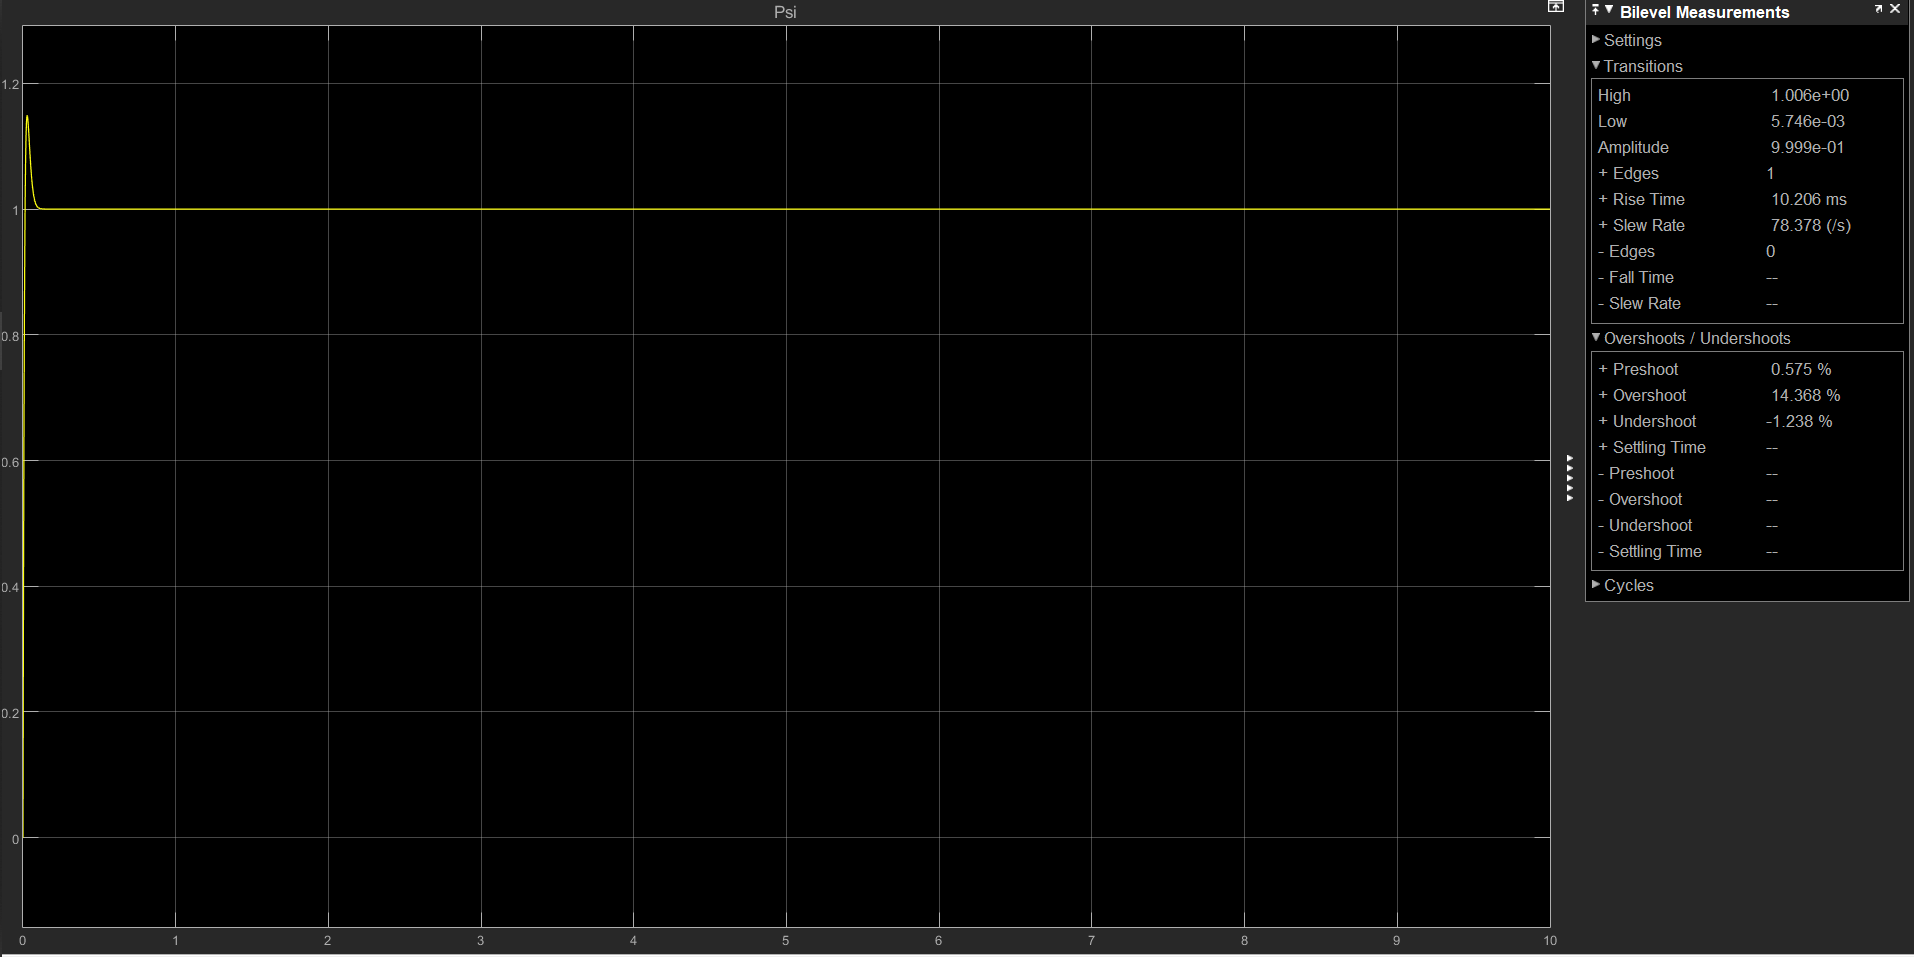 Psi
1.2
1
0.8
0.6
0.4
0.2
0
0 1 2 3 4 5 6 7 8 9 10
Bilevel Measurements
Settings
Transitions
High 1.006e+00
Low 5.746e-03
Amplitude 9.999e-01
+ Edges 1
+ Rise Time 10.206 ms
+ Slew Rate 78.378 (/s)
- Edges 0
- Fall Time --
- Slew Rate --
Overshoots / Undershoots
+ Preshoot 0.575 %
+ Overshoot 14.368 %
+ Undershoot -1.238 %
+ Settling Time --
- Preshoot --
- Overshoot --
- Undershoot --
- Settling Time --
Cycles